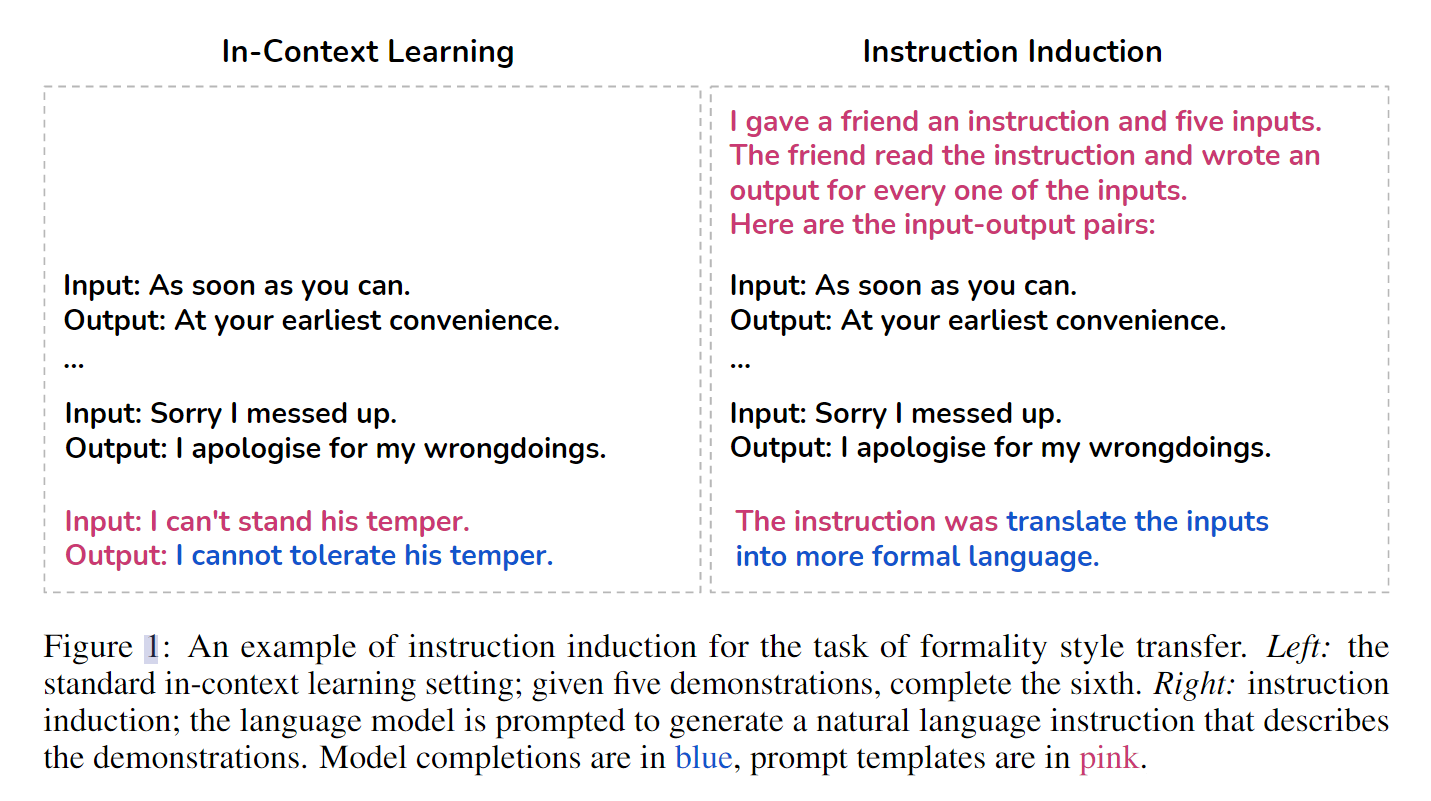 In-Context Learning
Input: As soon as you can.
Output: At your earliest convenience.
...
Input: Sorry I messed up.
Output: I apologise for my wrongdoings.
Input: I can't stand his temper.
Output: I cannot tolerate his temper.
Instruction Induction
I gave a friend an instruction and five inputs.
The friend read the instruction and wrote an
output for every one of the inputs.
Here are the input-output pairs:
Input: As soon as you can.
Output: At your earliest convenience.
...
Input: Sorry I messed up.
Output: I apologise for my wrongdoings.
The instruction was translate the inputs
into more formal language.
Figure 1: An example of instruction induction for the task of formality style transfer. Left: the
standard in-context learning setting; given five demonstrations, complete the sixth. Right: instruction
induction; the language model is prompted to generate a natural language instruction that describes
the demonstrations. Model completions are in blue, prompt templates are in pink.